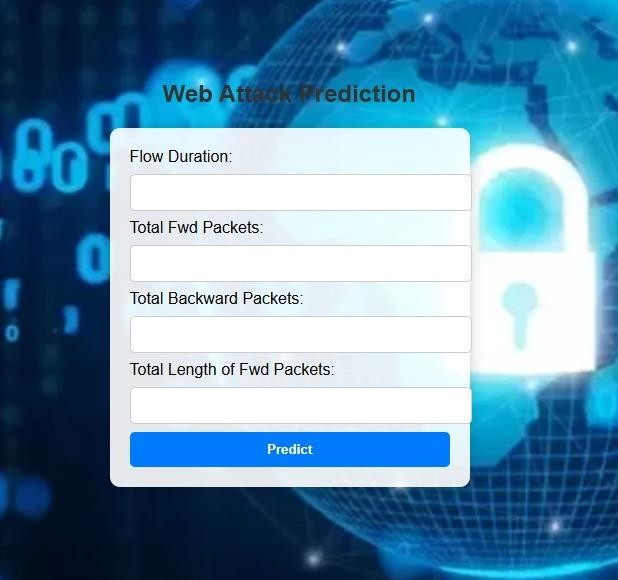 Web Attack Prediction
Flow Duration:
Total Fwd Packets:
Total Backward Packets:
Total Length of Fwd Packets:
Predict